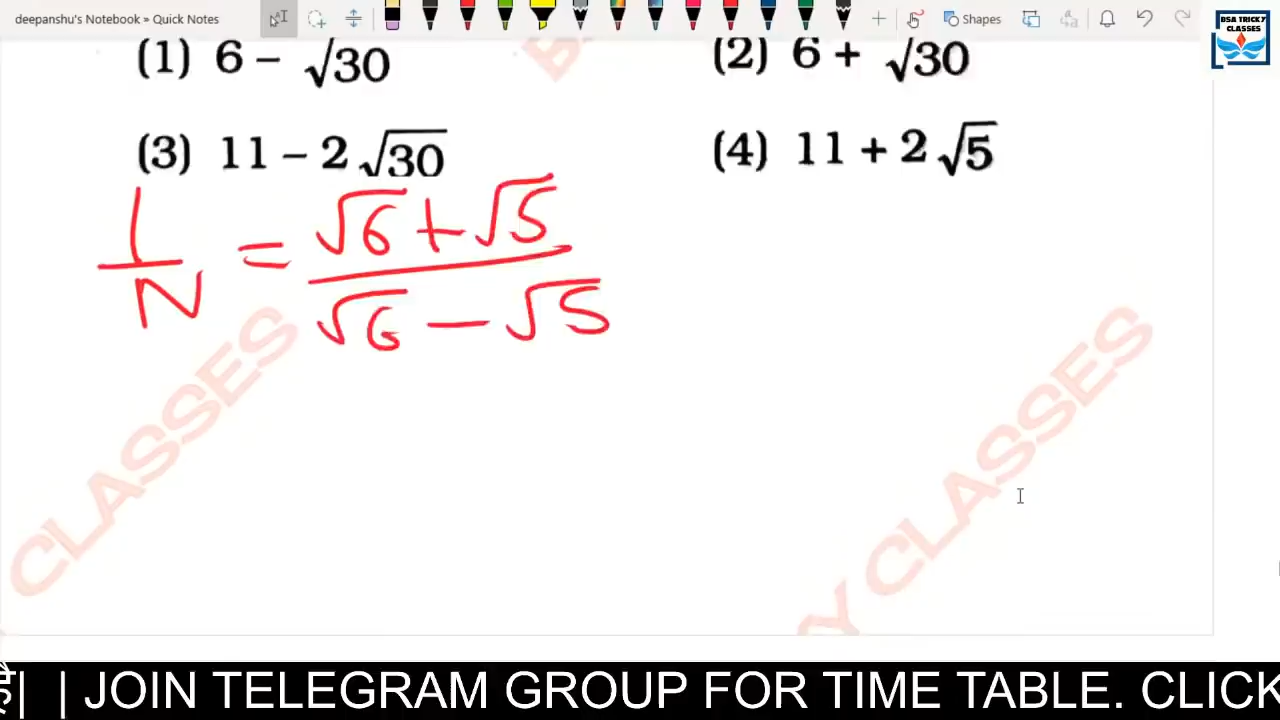 deepanshu's Notebook » Quick Notes
Shapes
BSA TRICKY
CLASSES
(1) 6 – √30
(2) 6 + √30
(3) 11 – 2√30
(4) 11 + 2√5
1/N = (√6 + √5)/(√6 – √5)
CLASSES
Y CLASSES
है| | JOIN TELEGRAM GROUP FOR TIME TABLE. CLICK